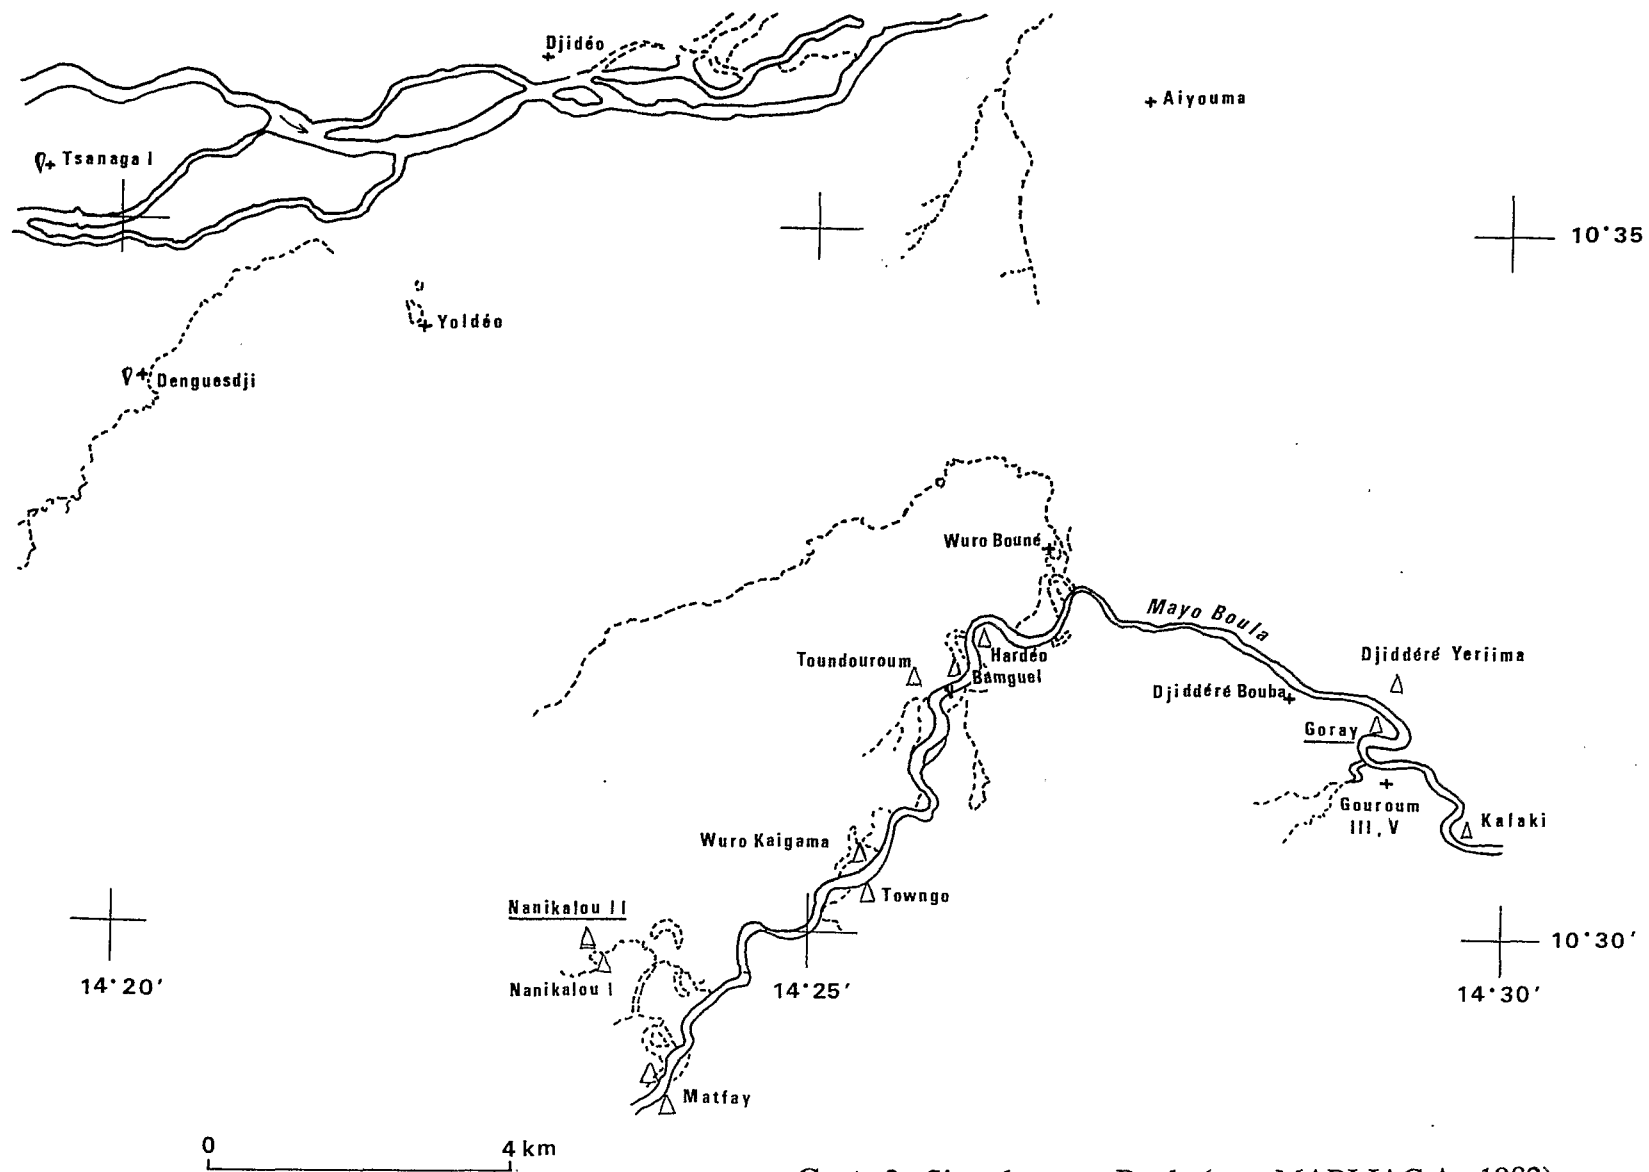 Djidéo
Aiyouma
Tsanaga I
10°35
Yoldéo
Denguesdji
Wuro Bouné
Mayo Boula
Toundouroum
Hardéo
Bamguel
Djiddéré Yeriima
Djiddéré Bouba
Goray
Gouroum
III, V
Kafaki
Wuro Kaigama
Towngo
Nanikalou II
10°30'
Nanikalou I
14°20'
14°25'
14°30'
Matfay
0
4 km